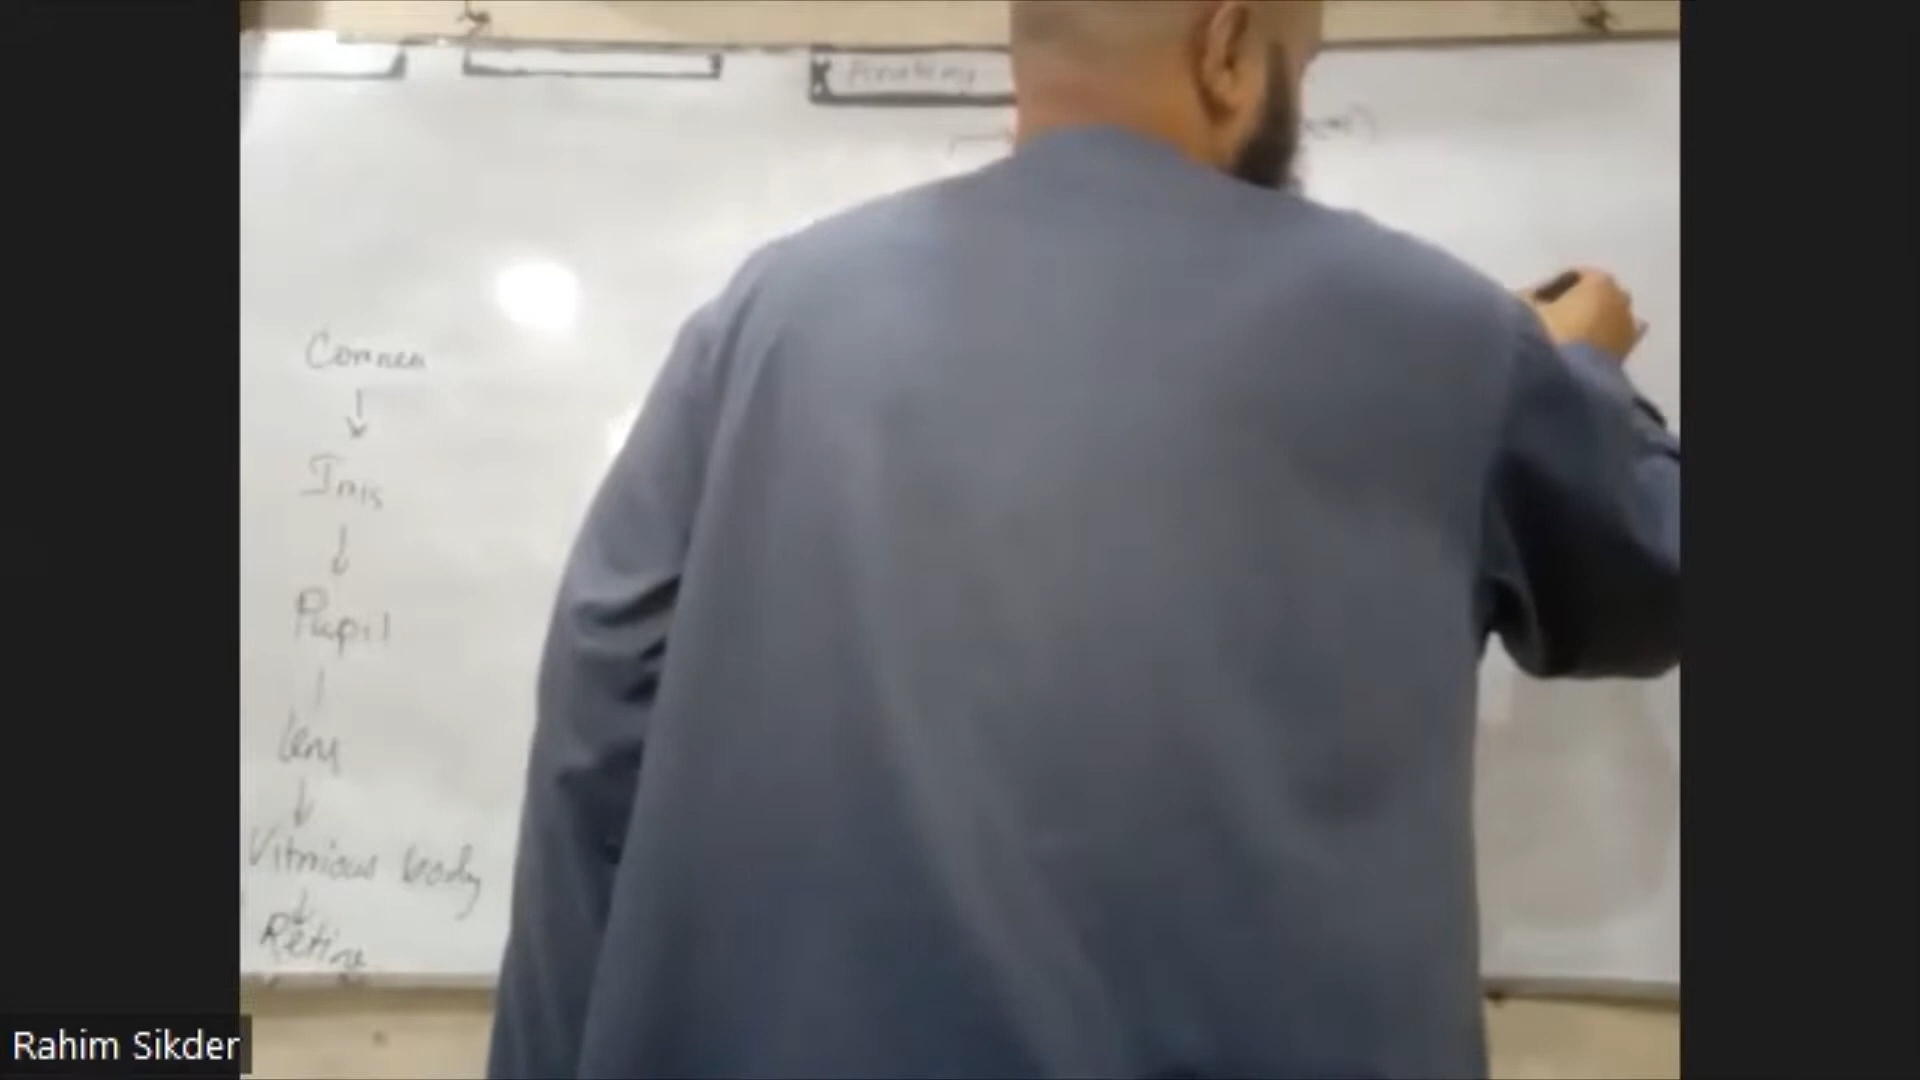 Cornea
↓
Iris
↓
Pupil
|
lens
↓
Vitrious body
↓
Retina
Rahim Sikder